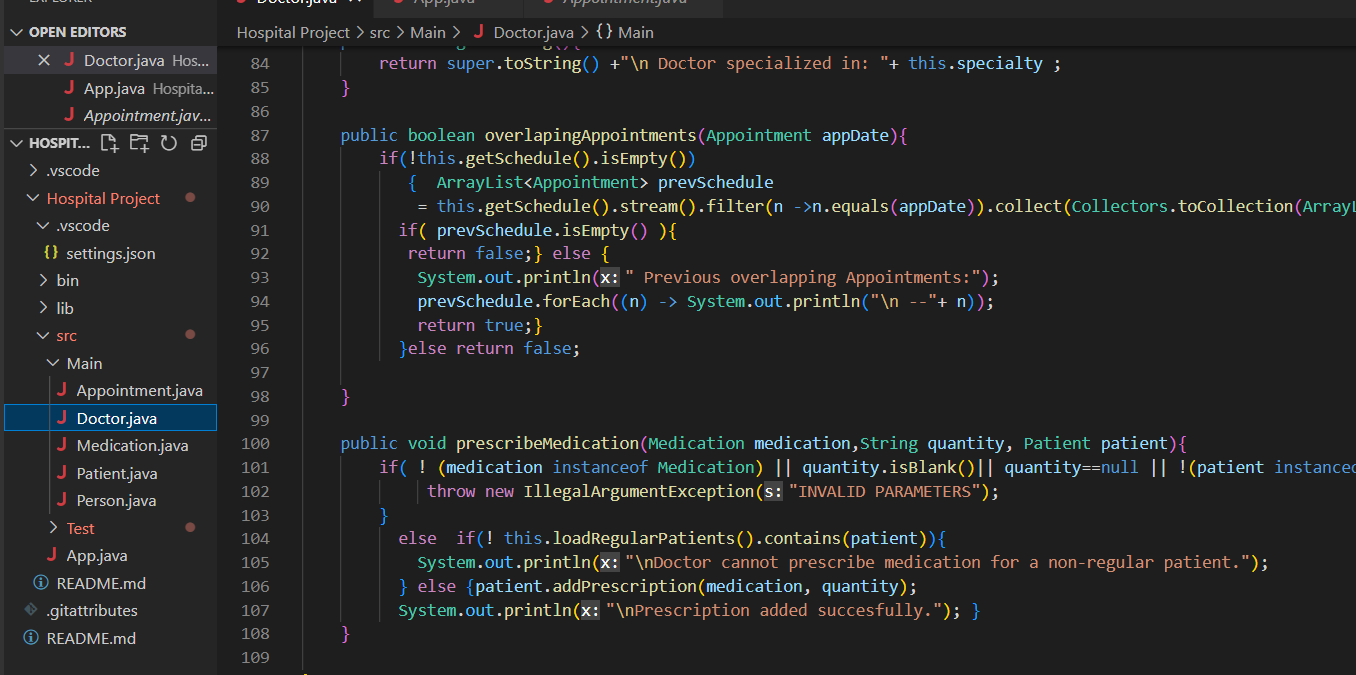 OPEN EDITORS
Doctor.java Hos...
App.java Hospita...
Appointment.jav...
HOSPIT...
.vscode
Hospital Project
.vscode
{} settings.json
bin
lib
src
Main
Appointment.java
Doctor.java
Medication.java
Patient.java
Person.java
Test
App.java
README.md
.gitattributes
README.md
Doctor.java
App.java
Appointment.java
Hospital Project > src > Main > Doctor.java > {} Main
84 return super.toString() +"\n Doctor specialized in: "+ this.specialty ;
85 }
86
87 public boolean overlapingAppointments(Appointment appDate){
88 if(!this.getSchedule().isEmpty())
89 { ArrayList<Appointment> prevSchedule
90 = this.getSchedule().stream().filter(n ->n.equals(appDate)).collect(Collectors.toCollection(ArrayL
91 if( prevSchedule.isEmpty() ){
92 return false;} else {
93 System.out.println(x: " Previous overlapping Appointments:");
94 prevSchedule.forEach((n) -> System.out.println("\n --"+ n));
95 return true;}
96 }else return false;
97
98 }
99
100 public void prescribeMedication(Medication medication,String quantity, Patient patient){
101 if( ! (medication instanceof Medication) || quantity.isBlank()|| quantity==null || !(patient instanceo
102 throw new IllegalArgumentException(s: "INVALID PARAMETERS");
103 }
104 else if(! this.loadRegularPatients().contains(patient)){
105 System.out.println(x: "\nDoctor cannot prescribe medication for a non-regular patient.");
106 } else {patient.addPrescription(medication, quantity);
107 System.out.println(x: "\nPrescription added succesfully."); }
108 }
109